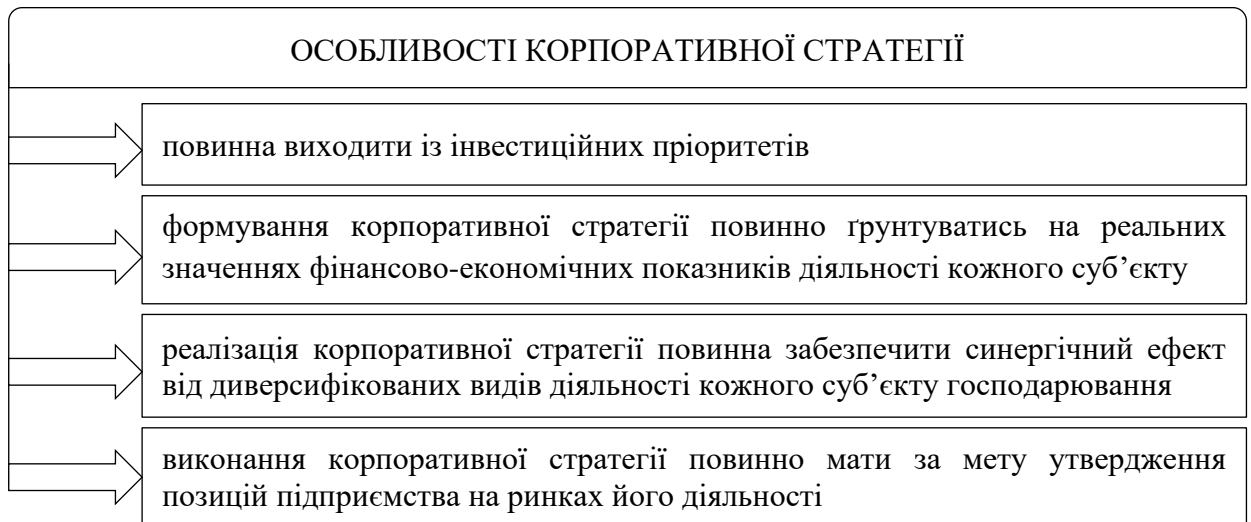 ОСОБЛИВОСТІ КОРПОРАТИВНОЇ СТРАТЕГІЇ
повинна виходити із інвестиційних пріоритетів
формування корпоративної стратегії повинно ґрунтуватись на реальних
значеннях фінансово-економічних показників діяльності кожного суб’єкту
реалізація корпоративної стратегії повинна забезпечити синергічний ефект
від диверсифікованих видів діяльності кожного суб’єкту господарювання
виконання корпоративної стратегії повинно мати за мету утвердження
позицій підприємства на ринках його діяльності